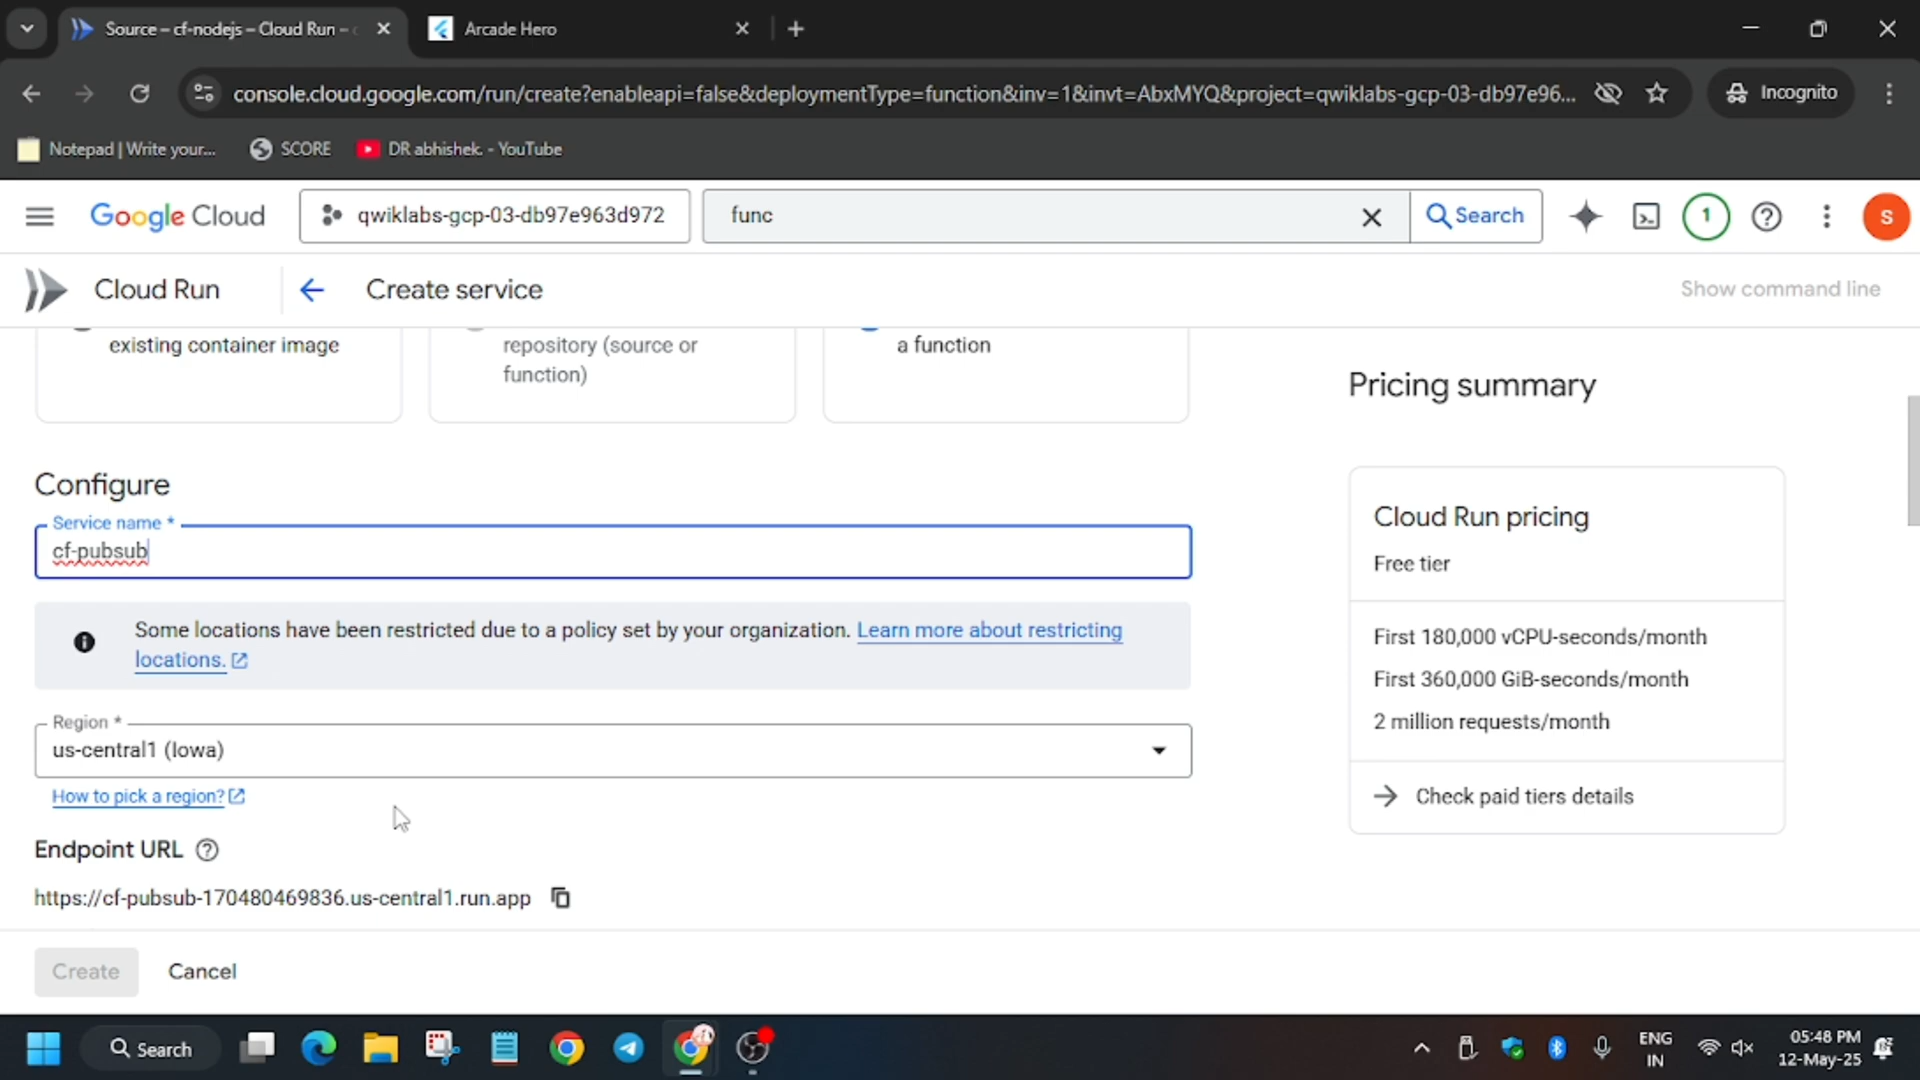 Source – cf-nodejs – Cloud Run – c
Arcade Hero
console.cloud.google.com/run/create?enableapi=false&deploymentType=function&inv=1&invt=AbxMYQ&project=qwiklabs-gcp-03-db97e96...
Incognito
Notepad | Write your...
SCORE
DR abhishek. - YouTube
Google Cloud
qwiklabs-gcp-03-db97e963d972
func
Search
1
S
Cloud Run
Create service
Show command line
existing container image
repository (source or
function)
a function
Pricing summary
Configure
Service name *
cf-pubsub
Some locations have been restricted due to a policy set by your organization. Learn more about restricting
locations.
Region *
us-central1 (Iowa)
How to pick a region?
Endpoint URL
https://cf-pubsub-170480469836.us-central1.run.app
Cloud Run pricing
Free tier
First 180,000 vCPU-seconds/month
First 360,000 GiB-seconds/month
2 million requests/month
Check paid tiers details
Create
Cancel
Search
ENG
IN
05:48 PM
12-May-25